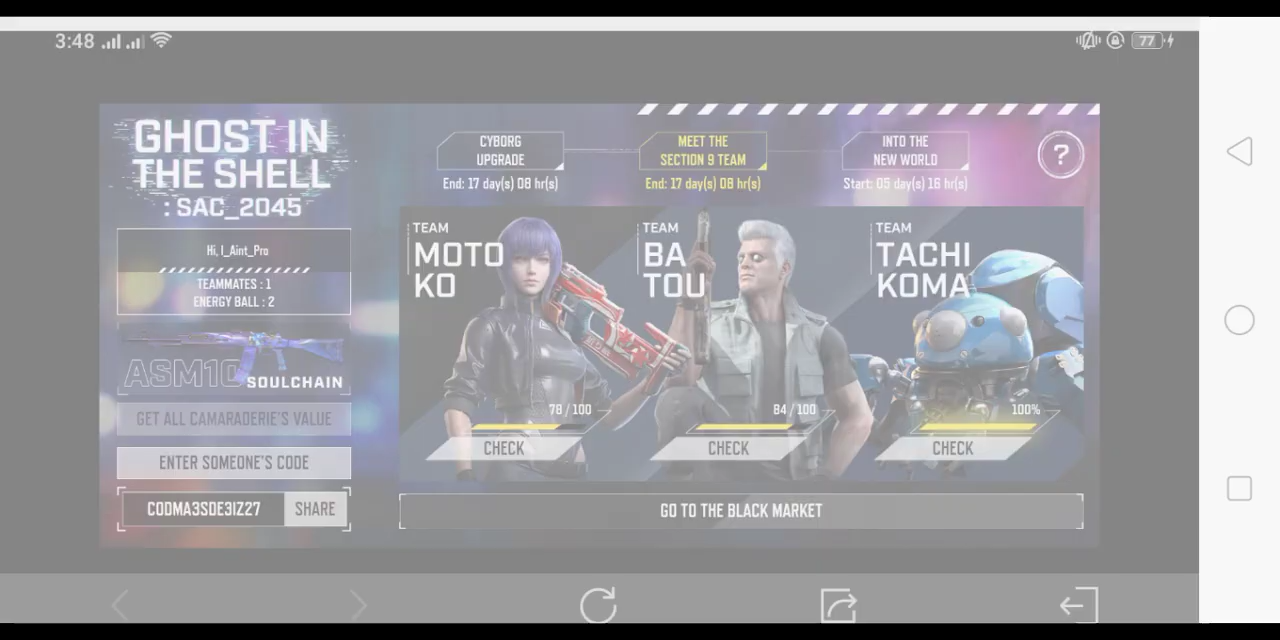 3:48
77
GHOST IN
THE SHELL
: SAC_2045
Hi, I_Aint_Pro
TEAMMATES : 1
ENERGY BALL : 2
ASM10
SOULCHAIN
GET ALL CAMARADERIE'S VALUE
ENTER SOMEONE'S CODE
CODMA3SDE3IZ27
SHARE
CYBORG
UPGRADE
End: 17 day(s) 08 hr(s)
MEET THE
SECTION 9 TEAM
End: 17 day(s) 08 hr(s)
INTO THE
NEW WORLD
Start: 05 day(s) 16 hr(s)
?
TEAM
MOTO
KO
78 / 100
CHECK
TEAM
BA
TOU
84 / 100
CHECK
TEAM
TACHI
KOMA
100%
CHECK
GO TO THE BLACK MARKET